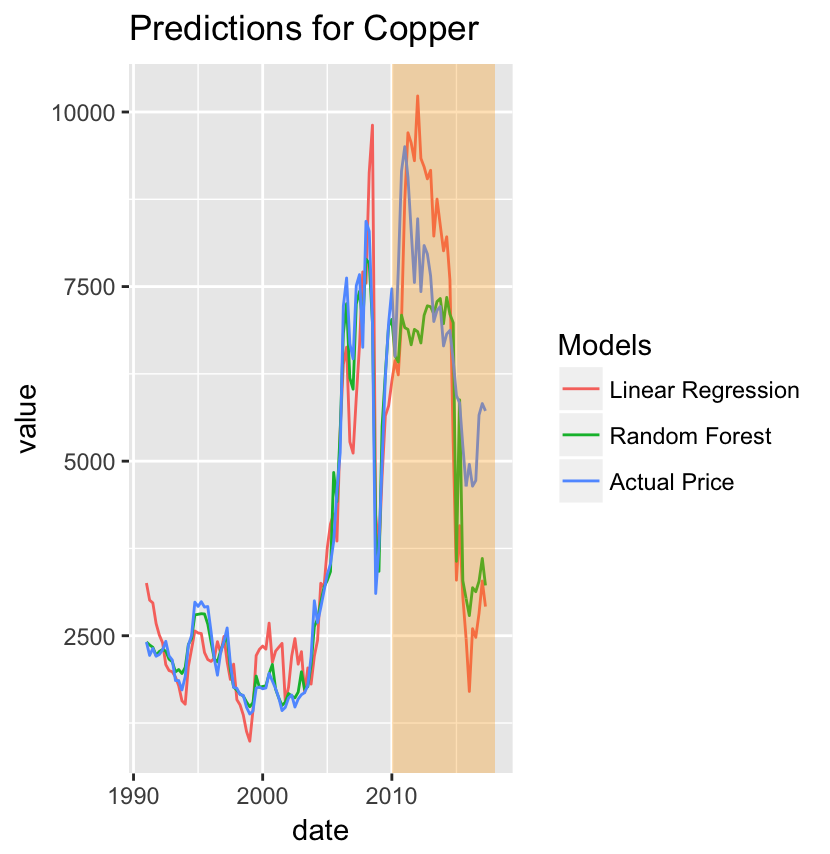 Predictions for Copper
10000
7500
5000
2500
value
1990 2000 2010
date
Models
Linear Regression
Random Forest
Actual Price